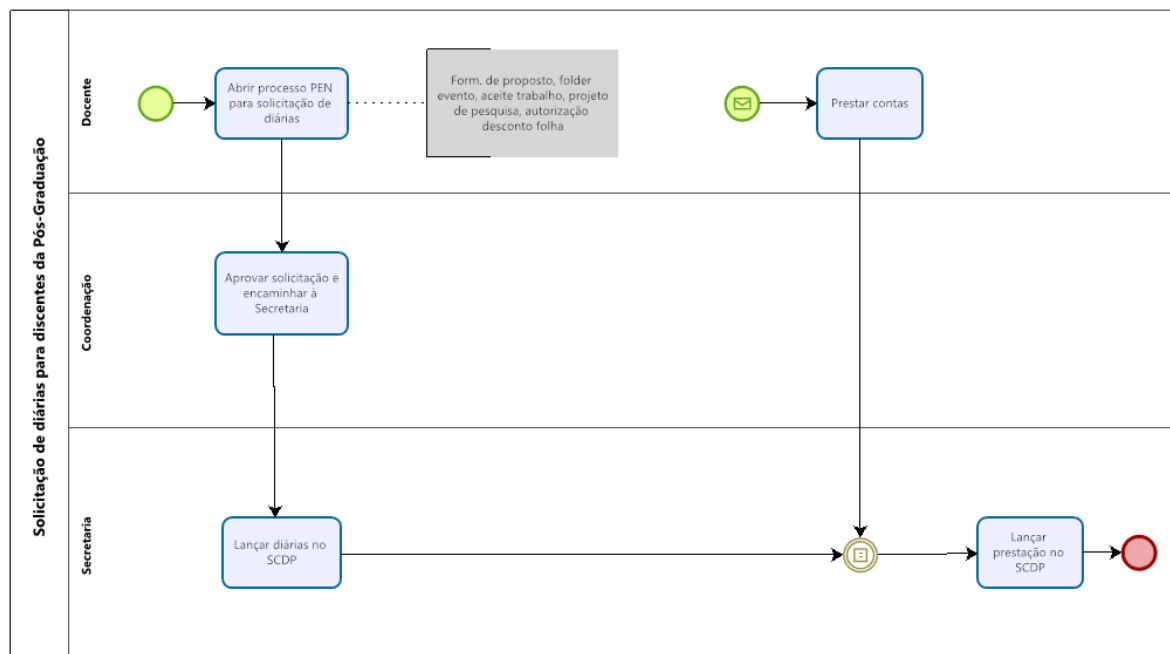 Solicitação de diárias para discentes da Pós-Graduação
Docente
Abrir processo PEN
para solicitação de
diárias
Form. de proposto, folder
evento, aceite trabalho, projeto
de pesquisa, autorização
desconto folha
Prestar contas
Coordenação
Aprovar solicitação e
encaminhar à
Secretaria
Secretaria
Lançar diárias no
SCDP
Lançar
prestação no
SCDP